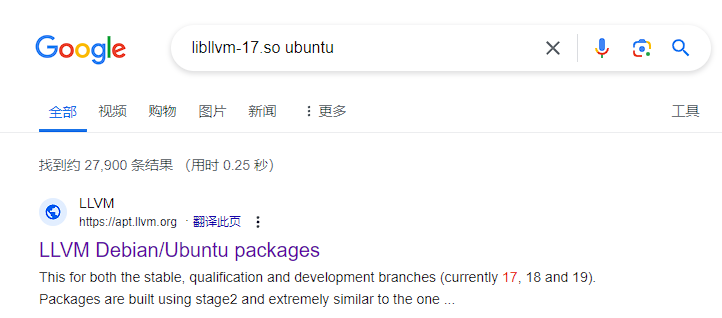 Google
libllvm-17.so ubuntu
全部 视频 购物 图片 新闻 更多 工具
找到约 27,900 条结果 （用时 0.25 秒）
LLVM
https://apt.llvm.org · 翻译此页
LLVM Debian/Ubuntu packages
This for both the stable, qualification and development branches (currently 17, 18 and 19).
Packages are built using stage2 and extremely similar to the one ...